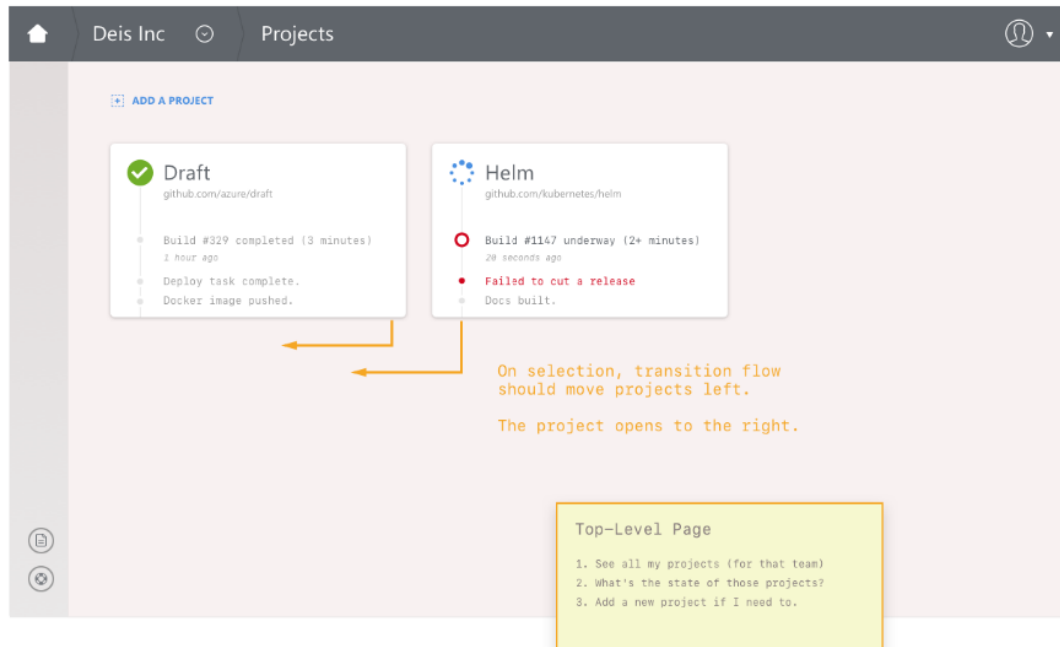 Deis Inc
Projects
ADD A PROJECT
Draft
github.com/azure/draft
Build #329 completed (3 minutes)
1 hour ago
Deploy task complete.
Docker image pushed.
Helm
github.com/kubernetes/helm
Build #1147 underway (2+ minutes)
20 seconds ago
Failed to cut a release
Docs built.
On selection, transition flow
should move projects left.
The project opens to the right.
Top-Level Page
1. See all my projects (for that team)
2. What's the state of those projects?
3. Add a new project if I need to.